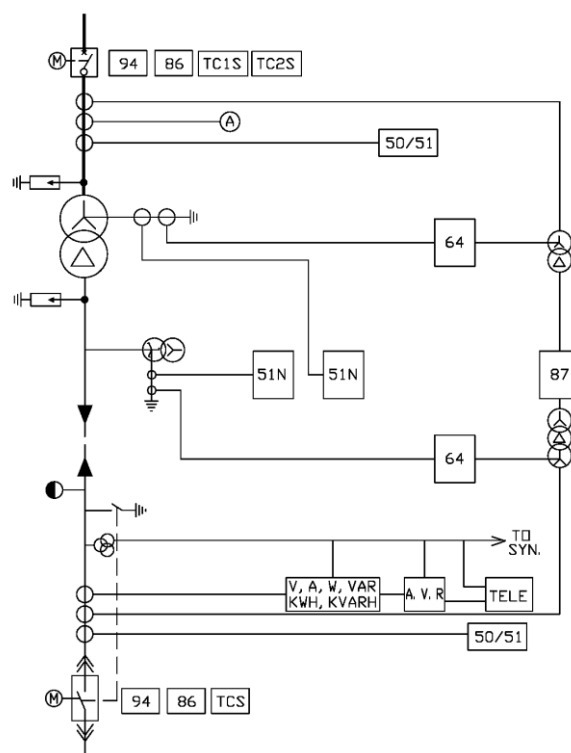 M 94 86 TC1S TC2S
A
50/51
64
51N 51N 87
64
TO
SYN.
V, A, W, VAR
KWH, KVARH
A. V. R
TELE
50/51
M 94 86 TCS